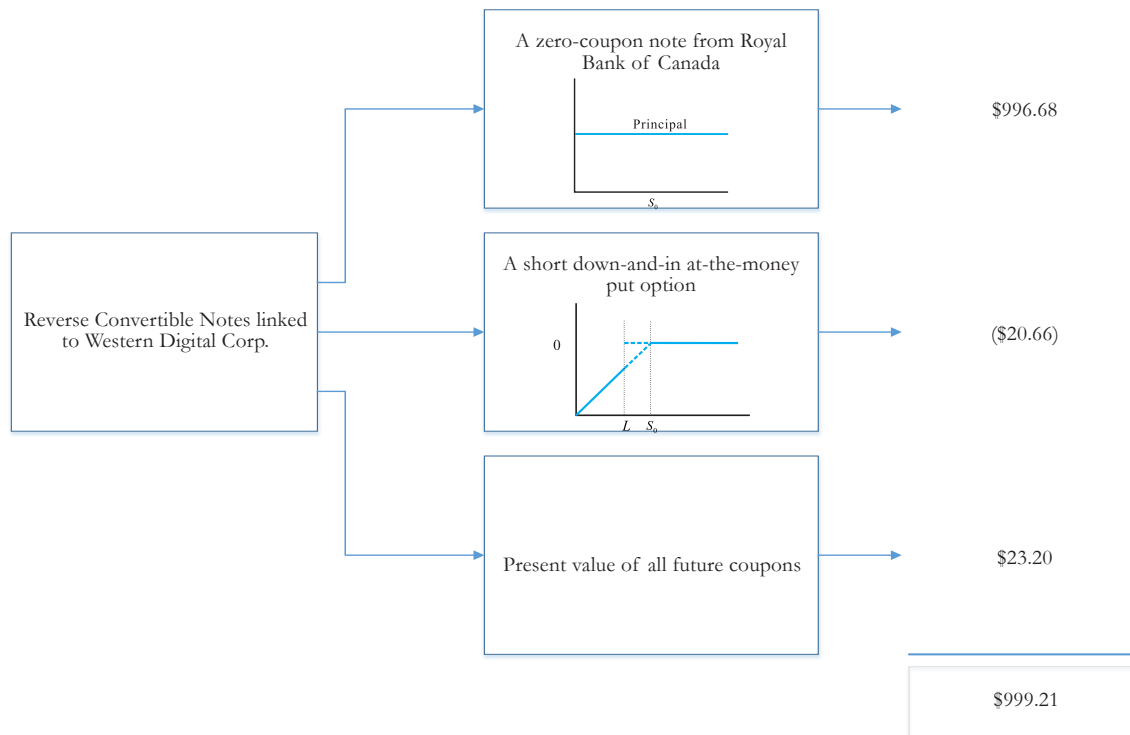 A zero-coupon note from Royal
Bank of Canada
Principal
S₀
$996.68
Reverse Convertible Notes linked
to Western Digital Corp.
A short down-and-in at-the-money
put option
0
L
S₀
($20.66)
Present value of all future coupons
$23.20
$999.21